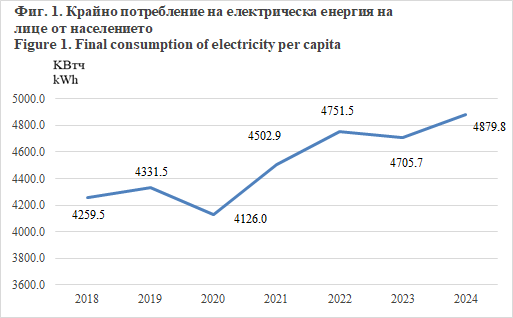 Фиг. 1. Крайно потребление на електрическа енергия на
лице от населението
Figure 1. Final consumption of electricity per capita
КВтч
kWh
5000.0
4800.0
4600.0
4400.0
4200.0
4000.0
3800.0
3600.0
4259.5
4331.5
4126.0
4502.9
4751.5
4705.7
4879.8
2018 2019 2020 2021 2022 2023 2024